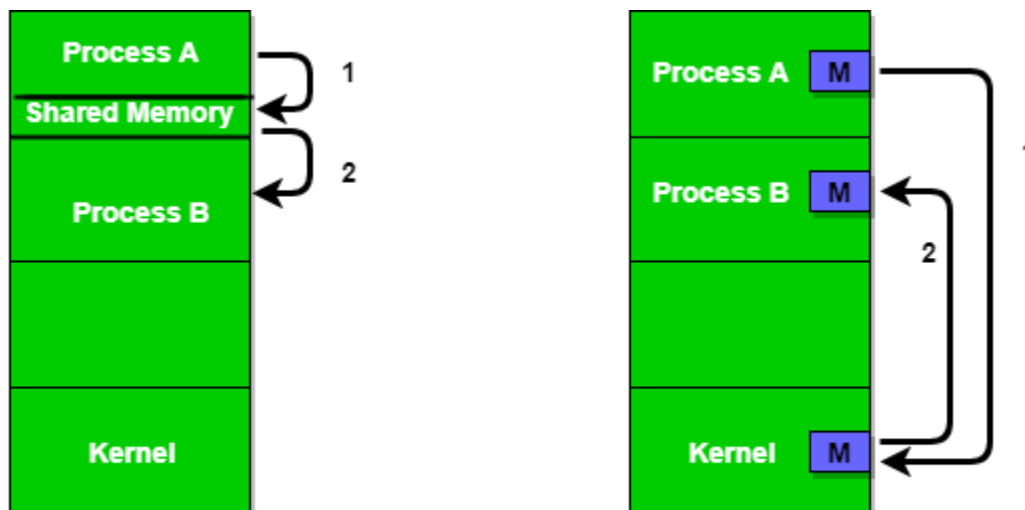 Process A
1
Shared Memory
2
Process B
Kernel
Process A M
Process B M
2
Kernel M